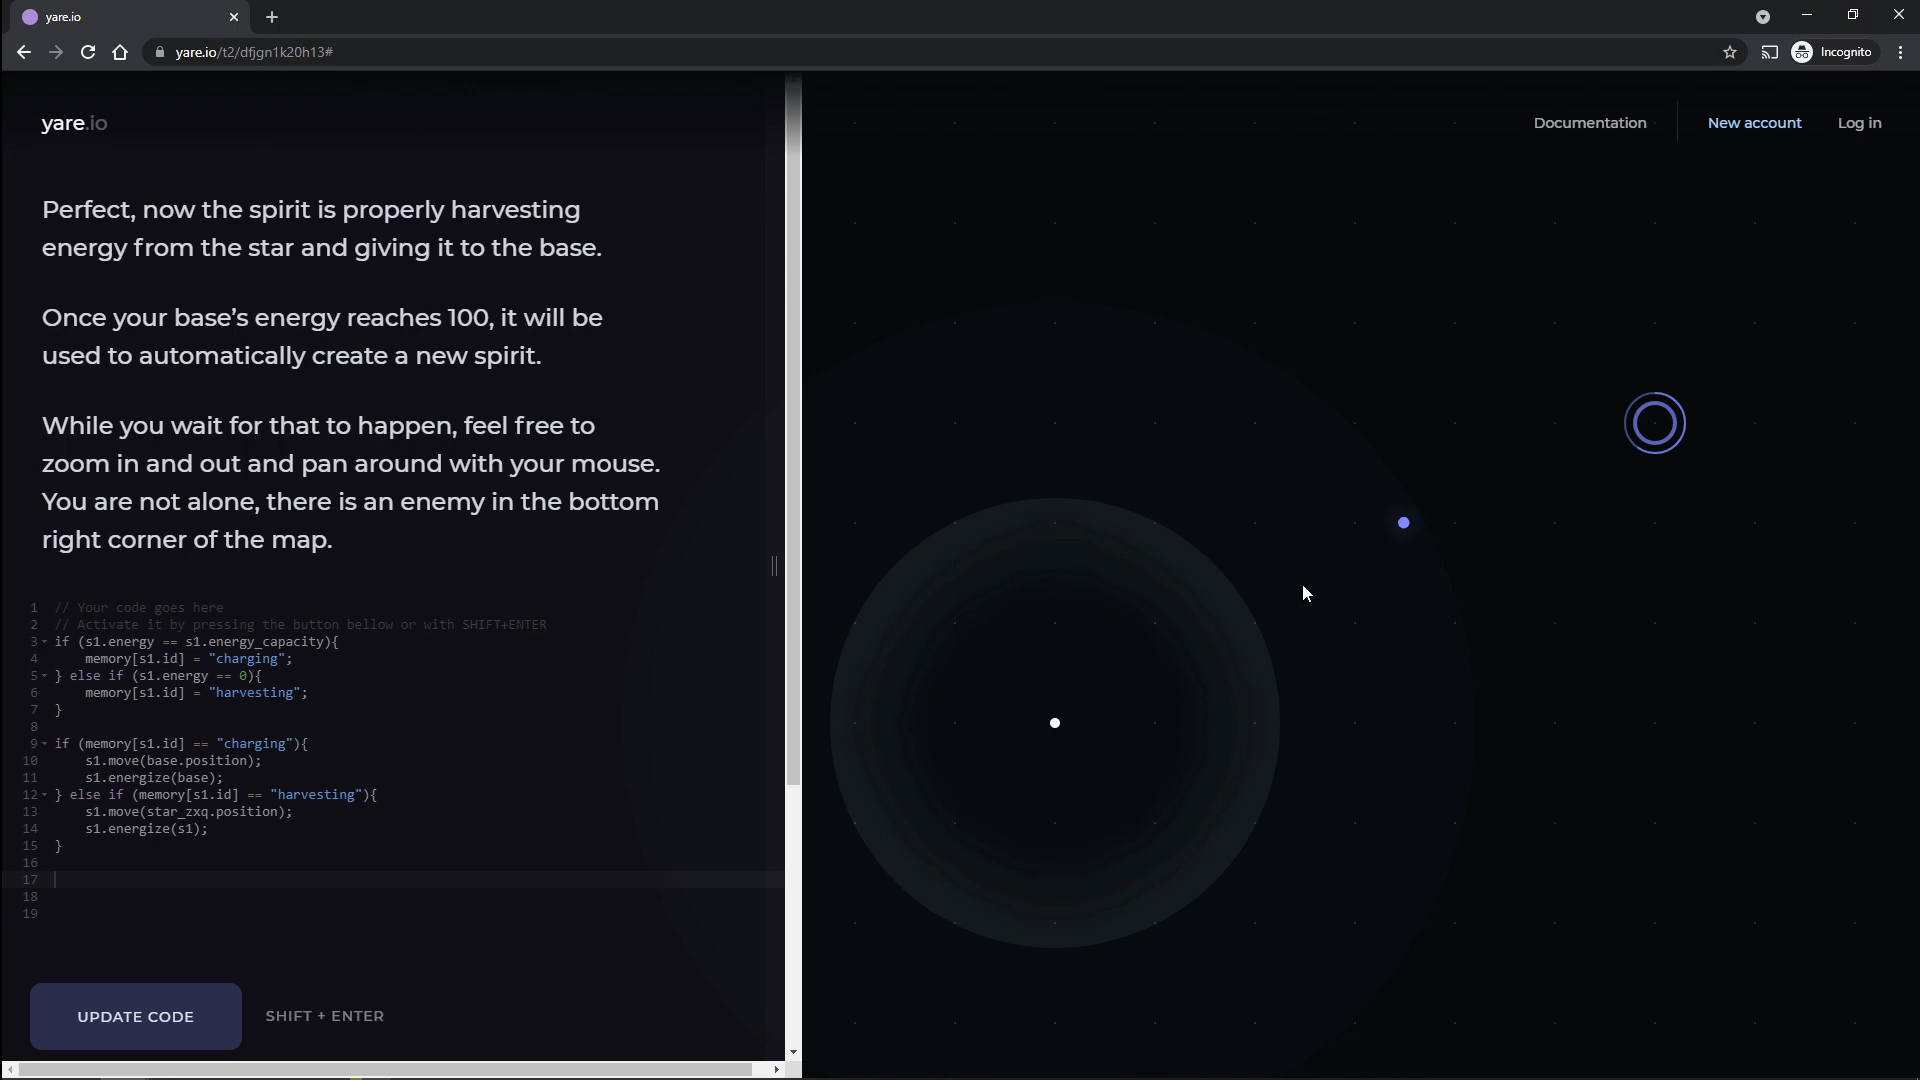 yare.io
yare.io/t2/dfjgn1k20h13#
Incognito
yare.io
Documentation
New account
Log in
Perfect, now the spirit is properly harvesting
energy from the star and giving it to the base.
Once your base's energy reaches 100, it will be
used to automatically create a new spirit.
While you wait for that to happen, feel free to
zoom in and out and pan around with your mouse.
You are not alone, there is an enemy in the bottom
right corner of the map.
1 // Your code goes here
2 // Activate it by pressing the button bellow or with SHIFT+ENTER
3 if (s1.energy == s1.energy_capacity){
4 memory[s1.id] = "charging";
5 } else if (s1.energy == 0){
6 memory[s1.id] = "harvesting";
7 }
8
9 if (memory[s1.id] == "charging"){
10 s1.move(base.position);
11 s1.energize(base);
12 } else if (memory[s1.id] == "harvesting"){
13 s1.move(star_zxq.position);
14 s1.energize(s1);
15 }
16
17
18
19
UPDATE CODE
SHIFT + ENTER